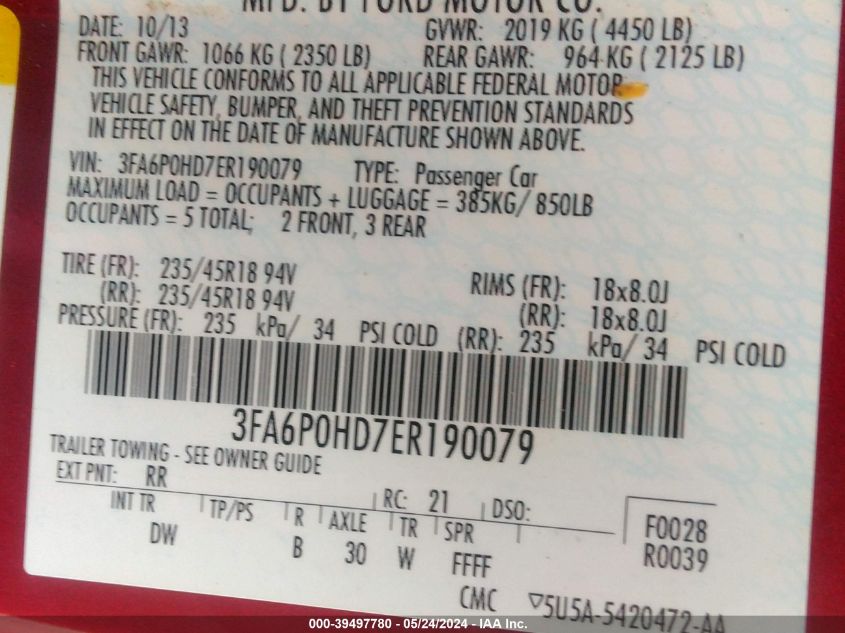 MFD. BY FORD MOTOR CO.
DATE: 10/13 GVWR: 2019 KG ( 4450 LB)
FRONT GAWR: 1066 KG ( 2350 LB) REAR GAWR: 964 KG ( 2125 LB)
THIS VEHICLE CONFORMS TO ALL APPLICABLE FEDERAL MOTOR
VEHICLE SAFETY, BUMPER, AND THEFT PREVENTION STANDARDS
IN EFFECT ON THE DATE OF MANUFACTURE SHOWN ABOVE.
VIN: 3FA6P0HD7ER190079 TYPE: Passenger Car
MAXIMUM LOAD = OCCUPANTS + LUGGAGE = 385KG/ 850LB
OCCUPANTS = 5 TOTAL; 2 FRONT, 3 REAR
TIRE (FR): 235/45R18 94V RIMS (FR): 18x8.0J
(RR): 235/45R18 94V (RR): 18x8.0J
PRESSURE (FR): 235 kPa/ 34 PSI COLD (RR): 235 kPa/ 34 PSI COLD
3FA6P0HD7ER190079
TRAILER TOWING - SEE OWNER GUIDE
EXT PNT: RR RC: 21 DSO:
INT TR TP/PS R AXLE TR SPR F0028
DW B 30 W FFFF R0039
CMC ▽5U5A-5420472-AA
000-39497780 - 05/24/2024 - IAA Inc.